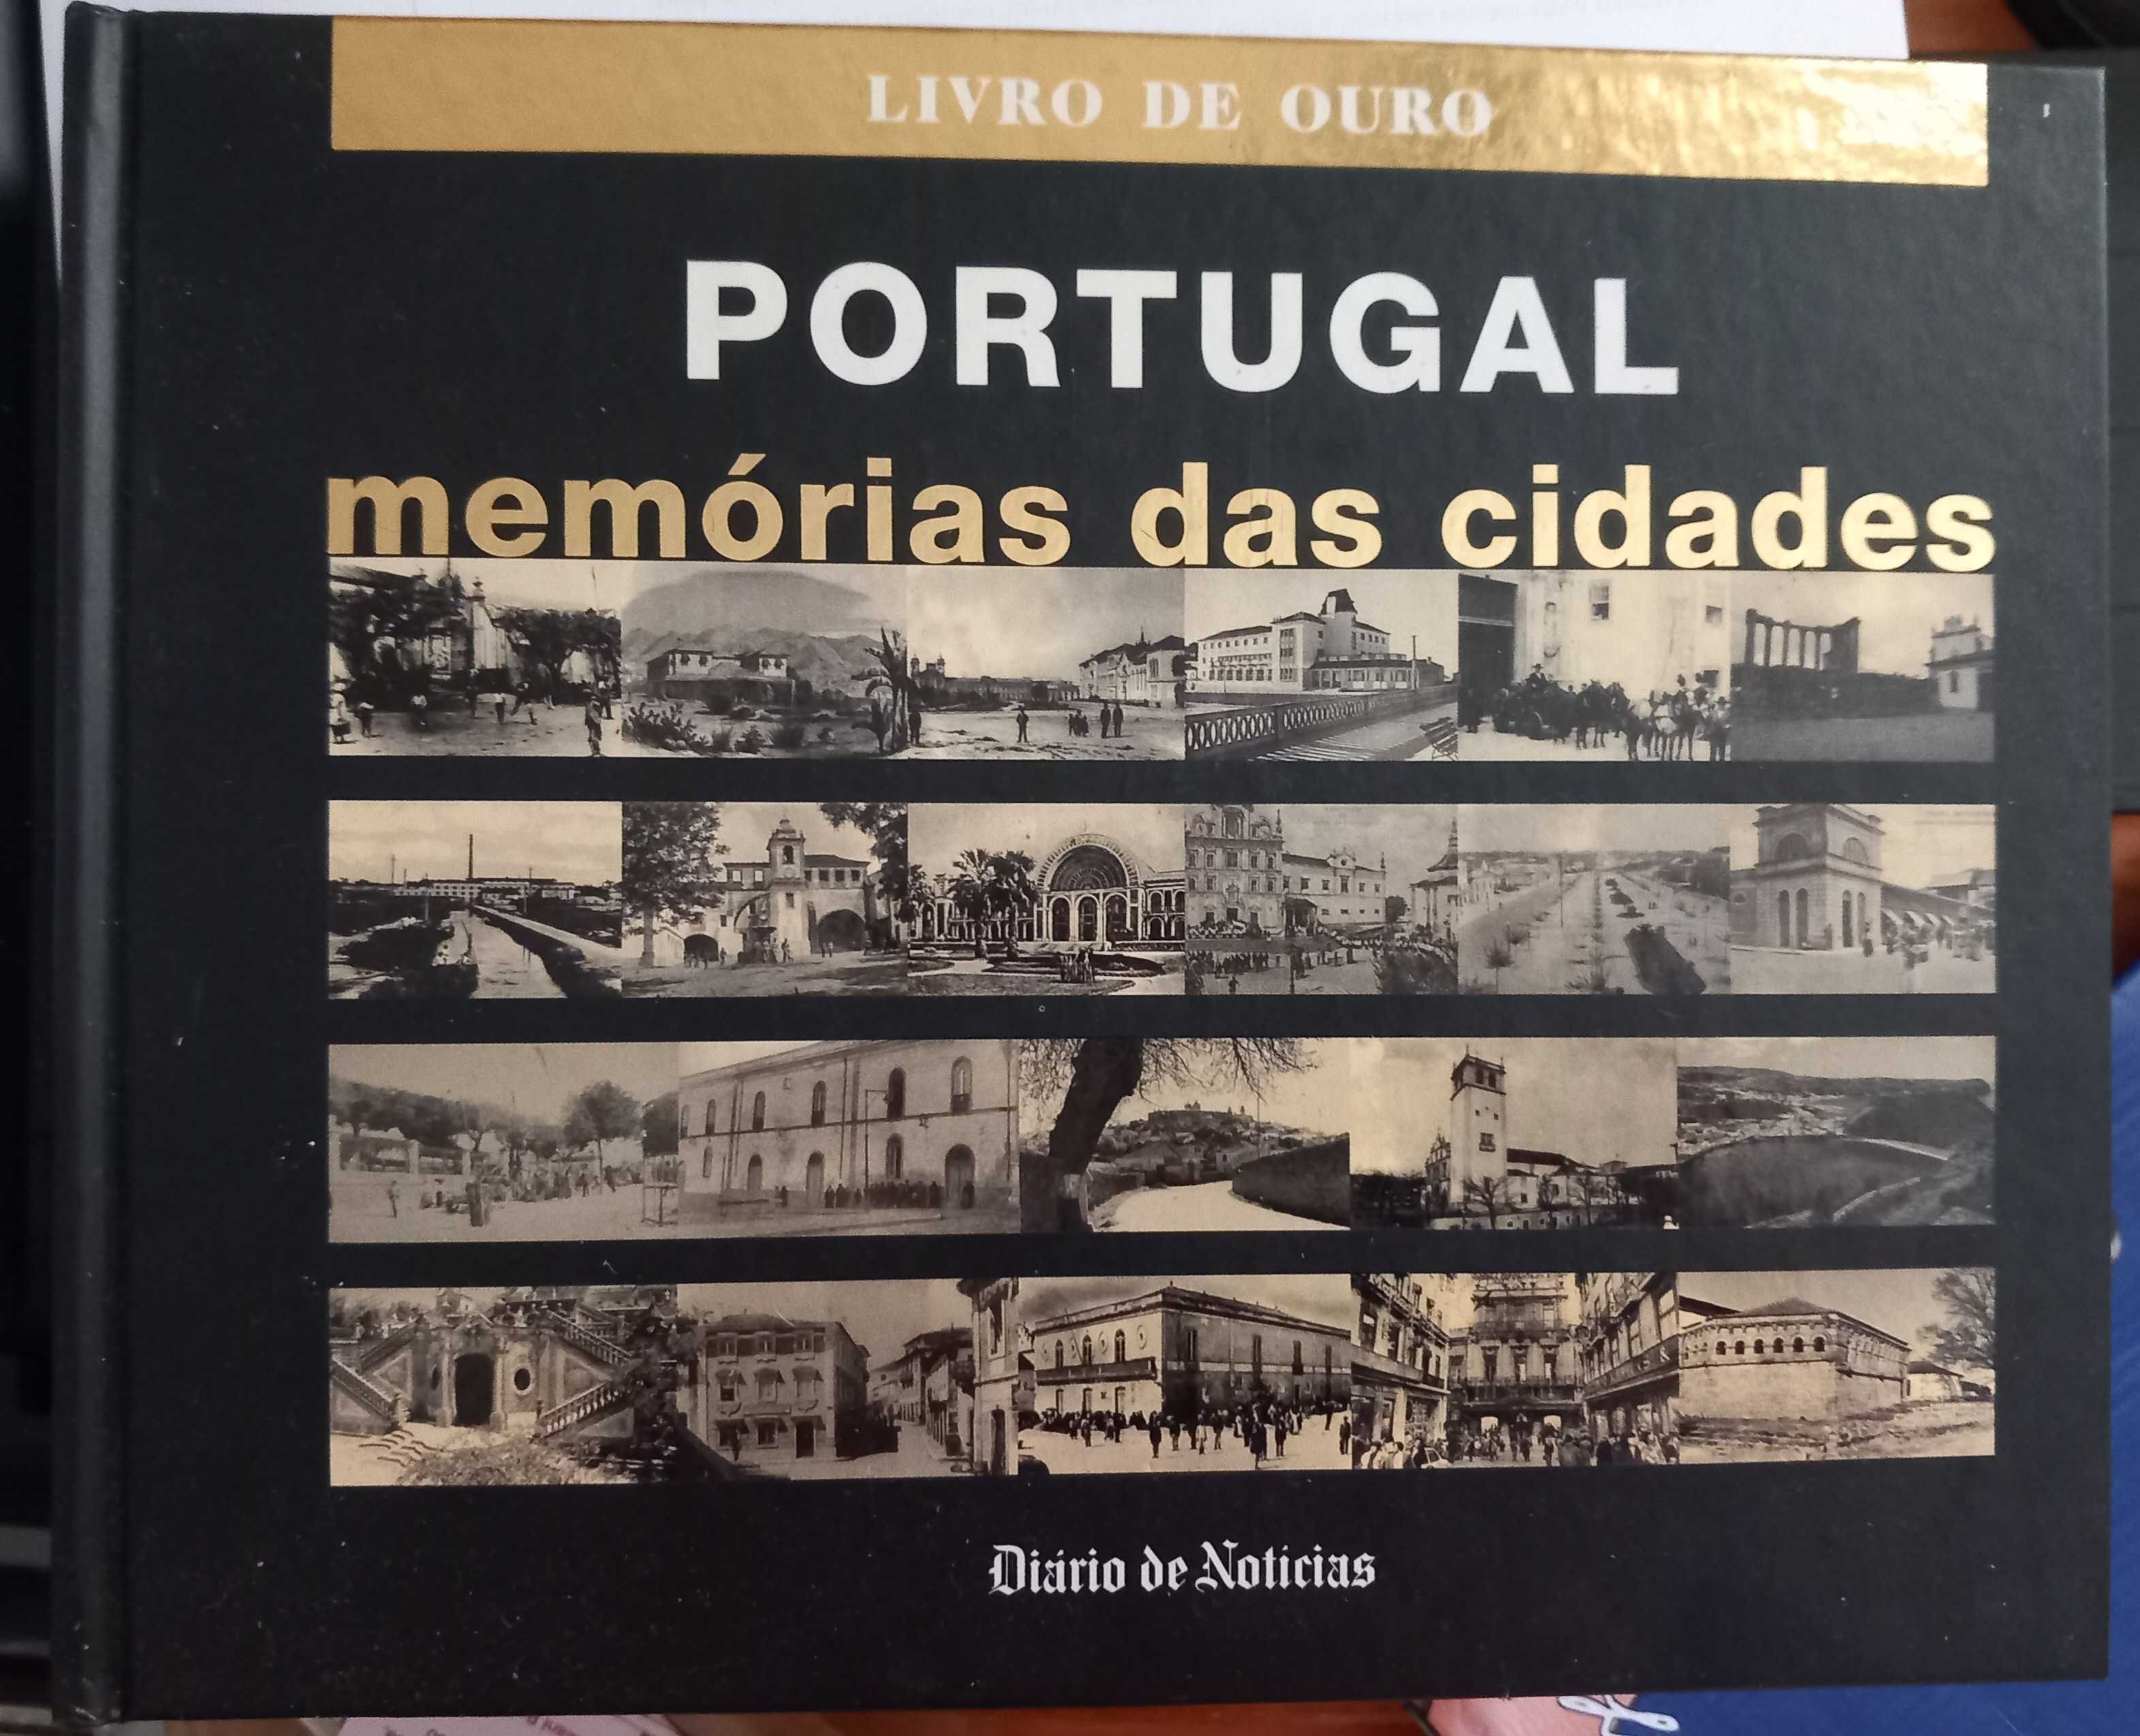 LIVRO DE OURO
PORTUGAL
memórias das cidades
Diário de Notícias